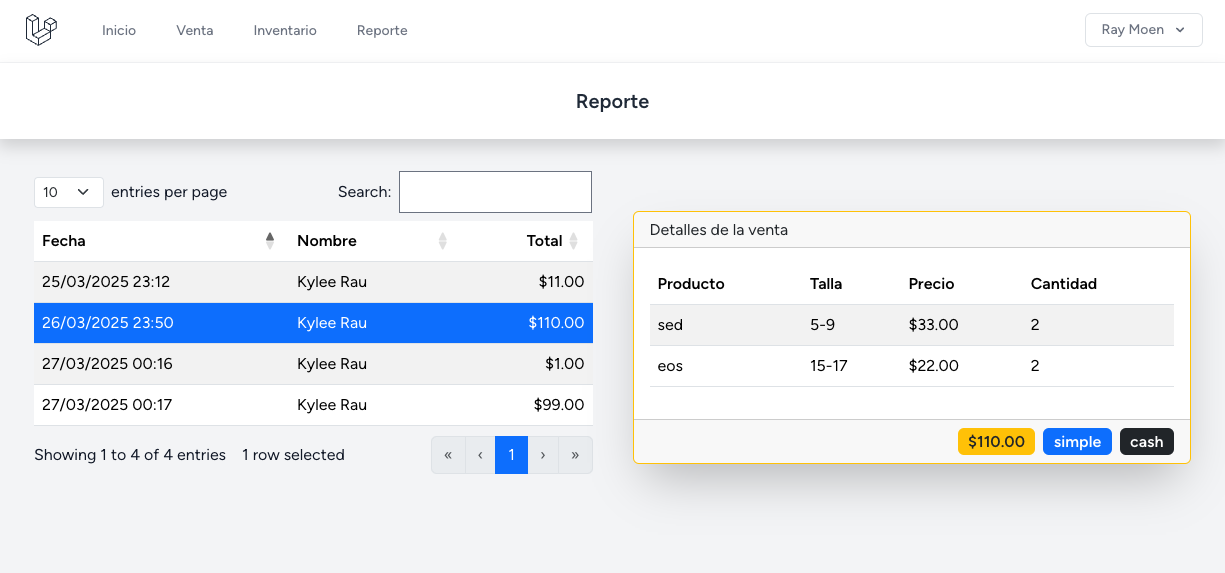 Inicio Venta Inventario Reporte Ray Moen
Reporte
10 entries per page Search:
Fecha Nombre Total
25/03/2025 23:12 Kylee Rau $11.00
26/03/2025 23:50 Kylee Rau $110.00
27/03/2025 00:16 Kylee Rau $1.00
27/03/2025 00:17 Kylee Rau $99.00
Showing 1 to 4 of 4 entries 1 row selected « ‹ 1 › »
Detalles de la venta
Producto Talla Precio Cantidad
sed 5-9 $33.00 2
eos 15-17 $22.00 2
$110.00 simple cash